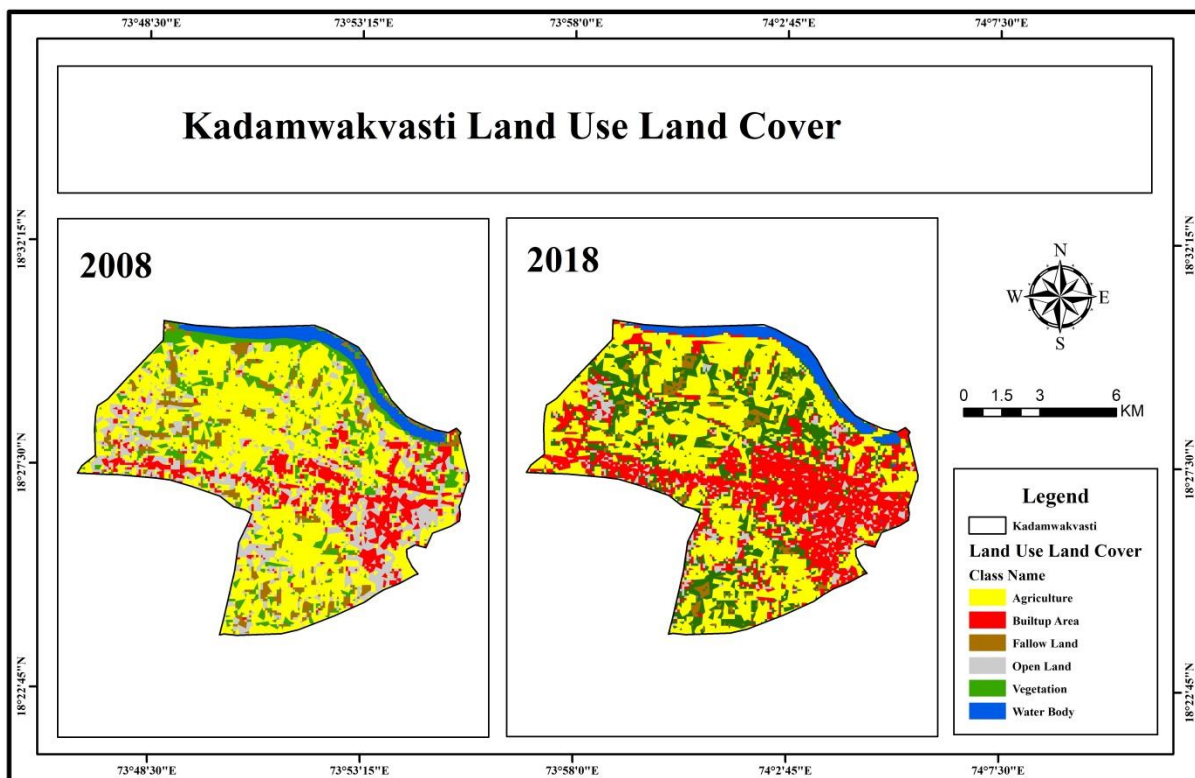 73°48'30"E 73°53'15"E 73°58'0"E 74°2'45"E 74°7'30"E
Kadamwakvasti Land Use Land Cover
18°32'15"N
18°27'30"N
18°22'45"N
2008
2018
N
W E
S
0 1.5 3 6
KM
Legend
Kadamwakvasti
Land Use Land Cover
Class Name
Agriculture
Builtup Area
Fallow Land
Open Land
Vegetation
Water Body
18°32'15"N
18°27'30"N
18°22'45"N
73°48'30"E 73°53'15"E 73°58'0"E 74°2'45"E 74°7'30"E